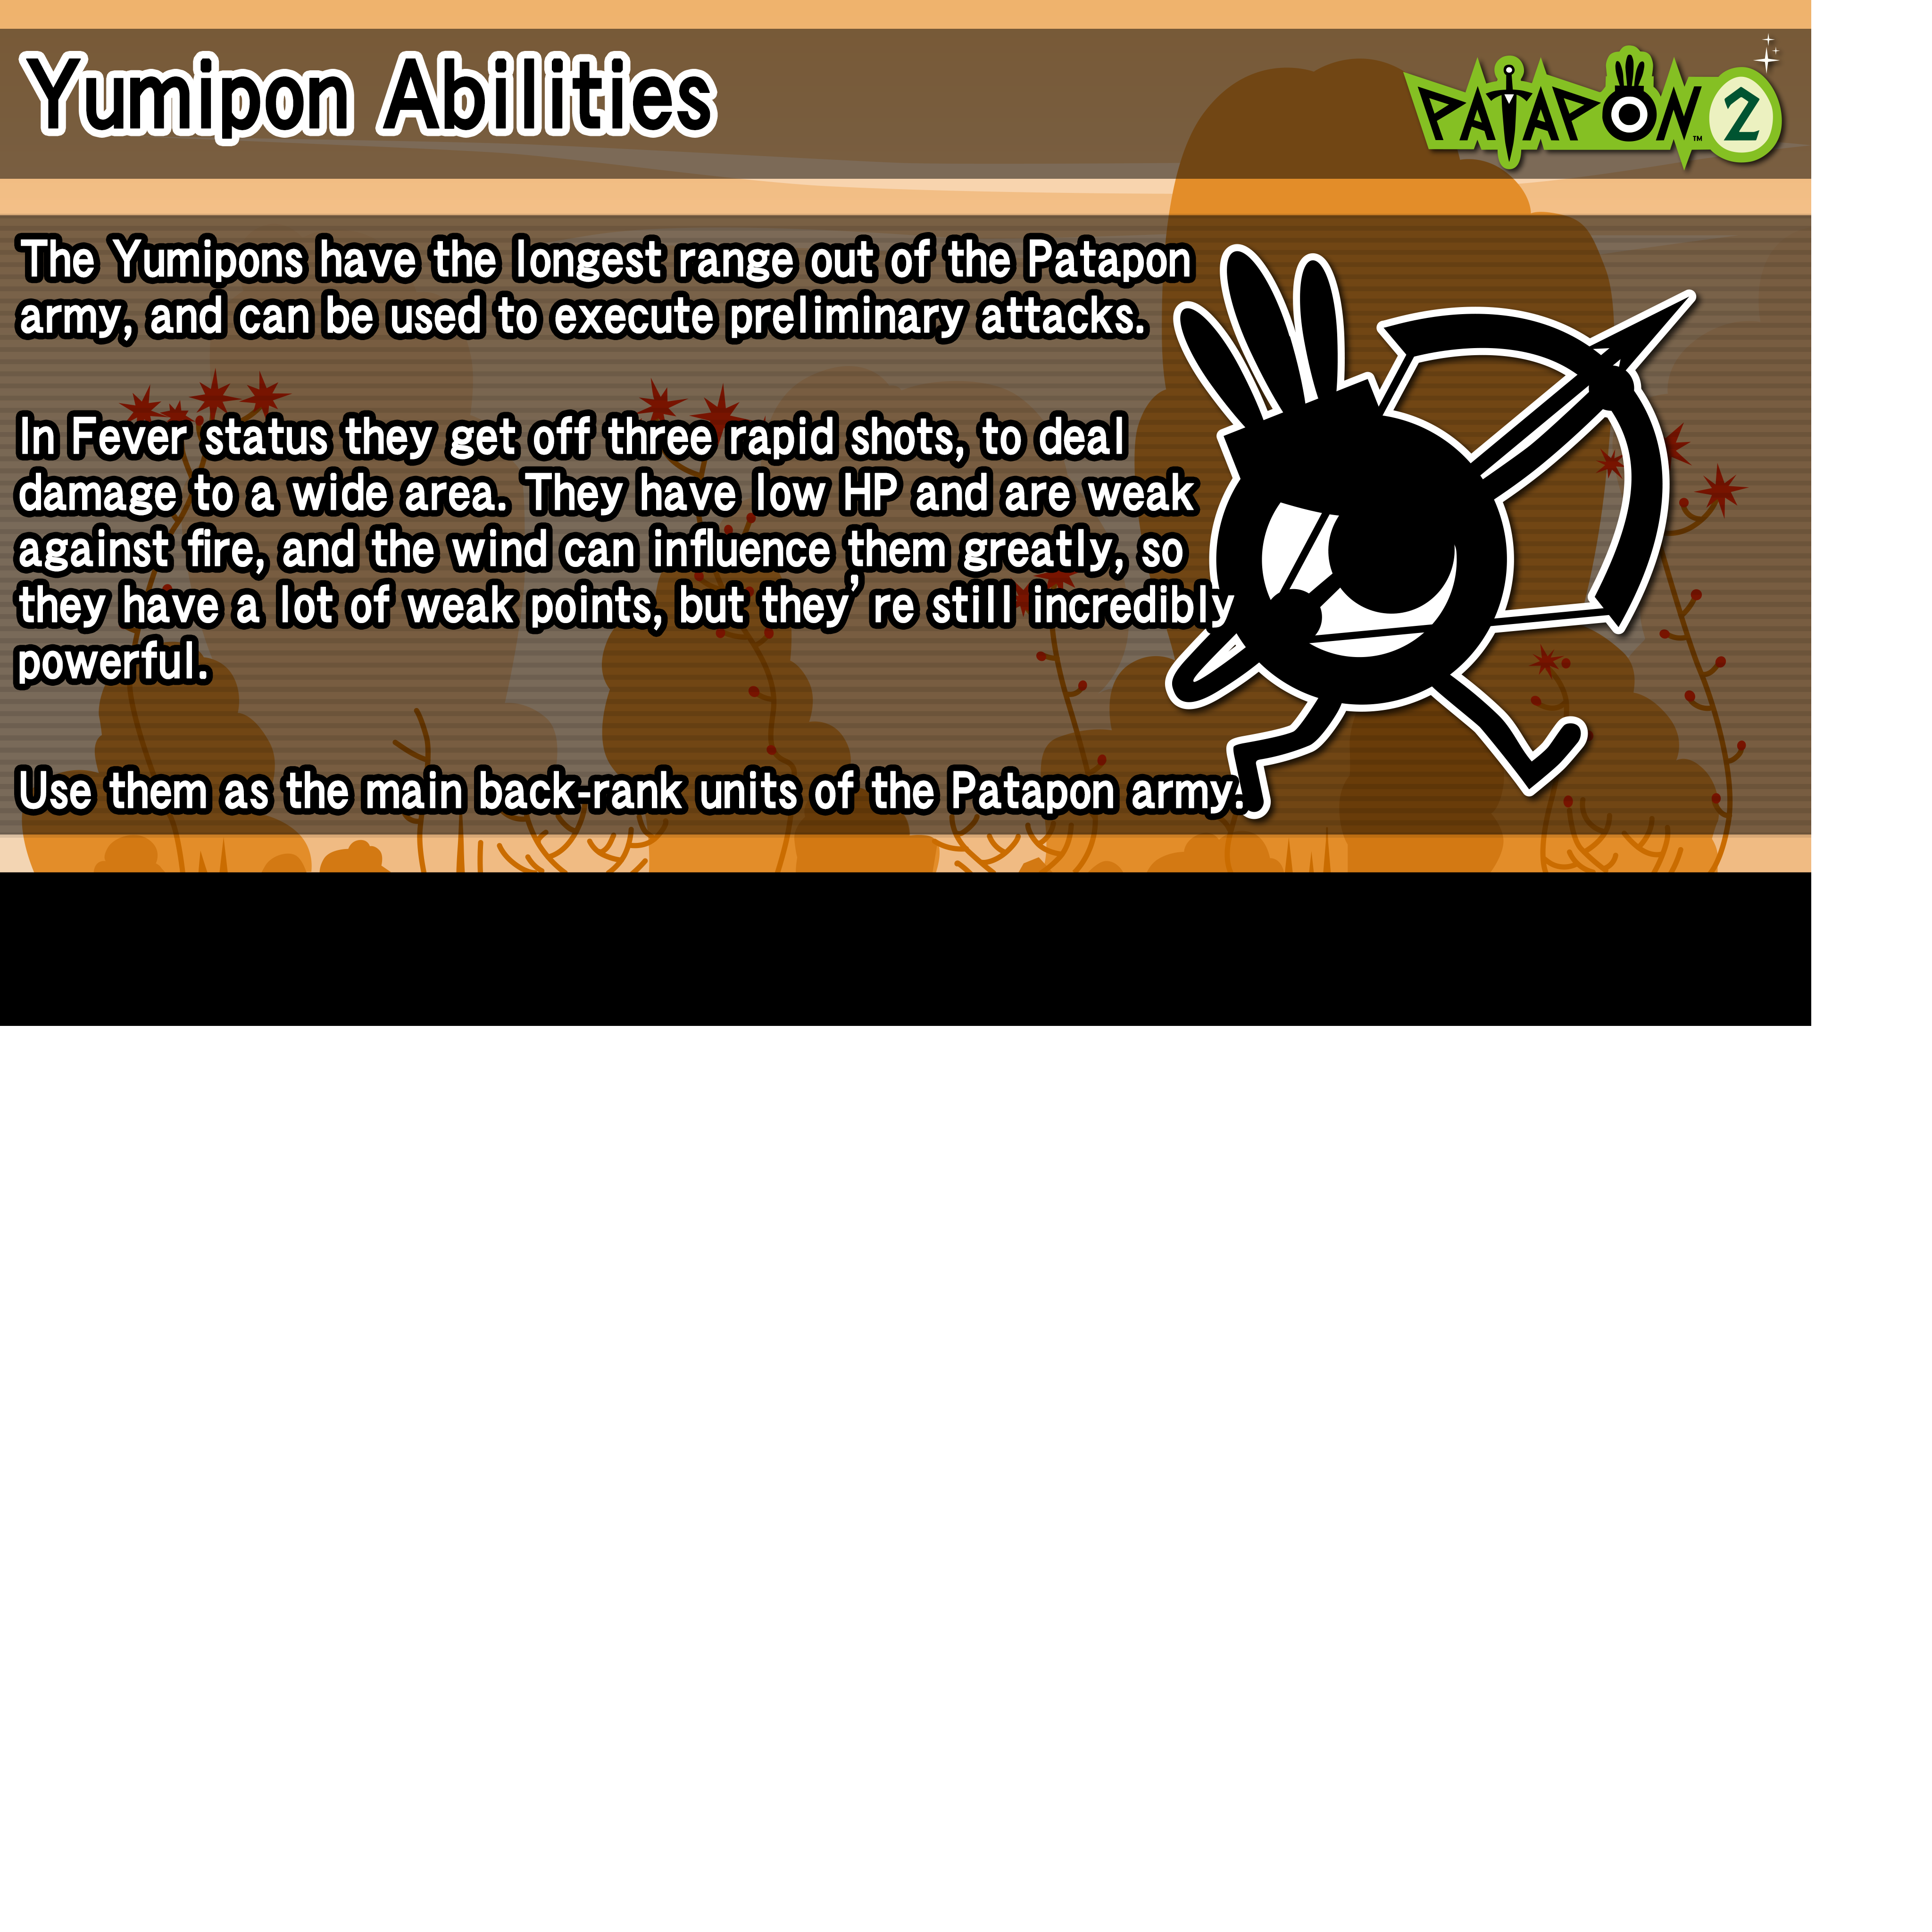 Yumipon Abilities
PATAPON™ 2
The Yumipons have the longest range out of the Patapon
army, and can be used to execute preliminary attacks.
In Fever status they get off three rapid shots, to deal
damage to a wide area. They have low HP and are weak
against fire, and the wind can influence them greatly, so
they have a lot of weak points, but they’ re still incredibly
powerful.
Use them as the main back-rank units of the Patapon army.